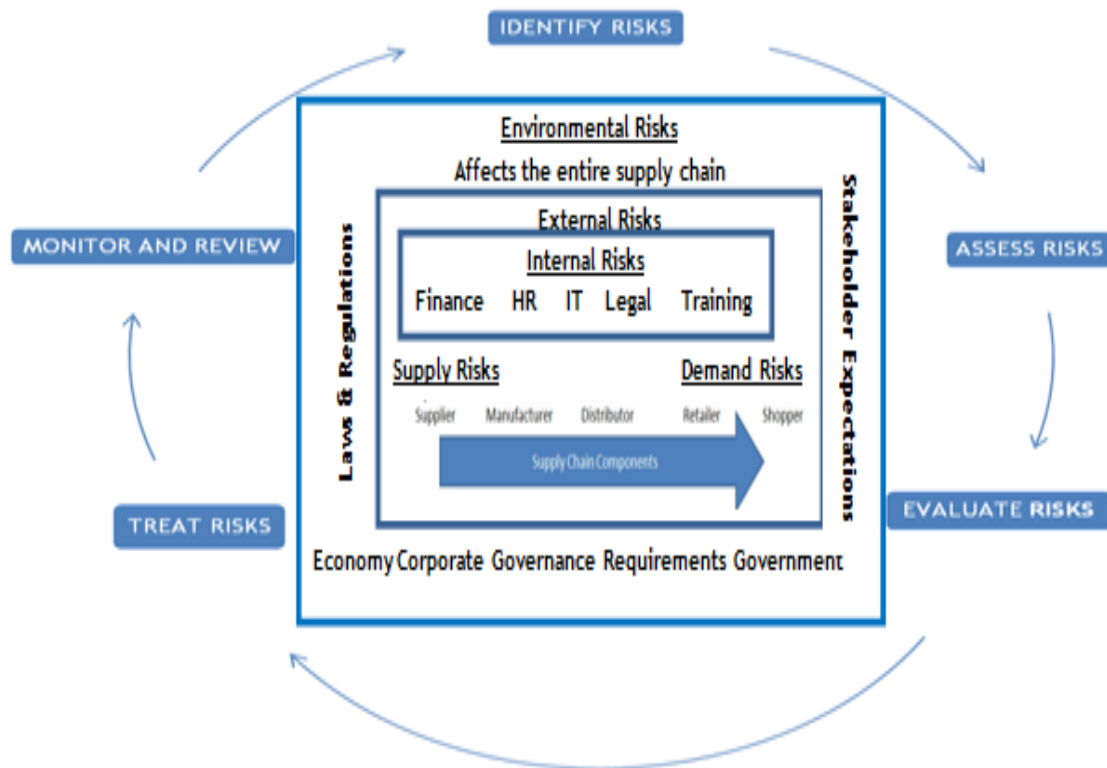 IDENTIFY RISKS
Environmental Risks
Affects the entire supply chain
External Risks
Internal Risks
Finance HR IT Legal Training
Supply Risks Demand Risks
Supplier Manufacturer Distributor Retailer Shopper
Supply Chain Components
Laws & Regulations
Stakeholder Expectations
Economy Corporate Governance Requirements Government
ASSESS RISKS
EVALUATE RISKS
TREAT RISKS
MONITOR AND REVIEW